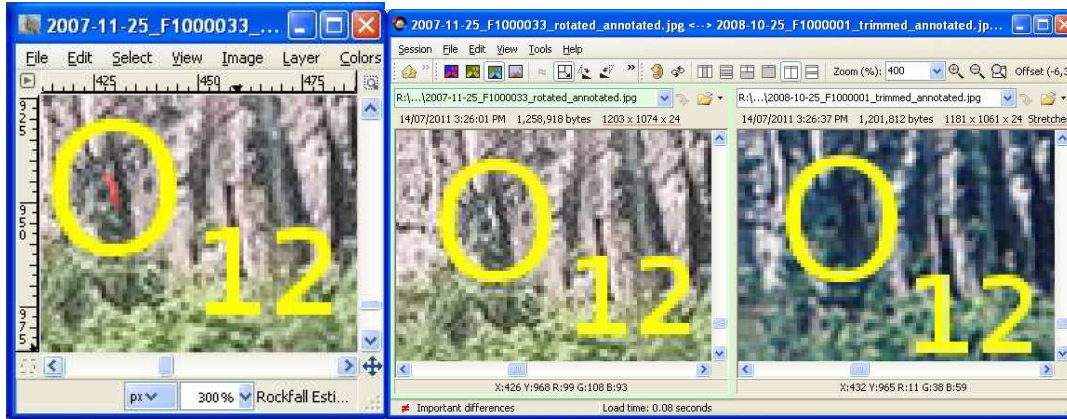 2007-11-25_F1000033_...
File Edit Select View Image Layer Colors
425 450 475
925
950
975
12
px 300% Rockfall Esti...
2007-11-25_F1000033_rotated_annotated.jpg <--> 2008-10-25_F1000001_trimmed_annotated.jp...
Session File Edit View Tools Help
» » Zoom (%): 400 Offset (-6,3
R:\...\2007-11-25_F1000033_rotated_annotated.jpg
14/07/2011 3:26:01 PM 1,258,918 bytes 1203 x 1074 x 24
12
X:426 Y:968 R:99 G:108 B:93
R:\...\2008-10-25_F1000001_trimmed_annotated.jpg
14/07/2011 3:26:37 PM 1,201,812 bytes 1181 x 1061 x 24 Stretche
12
X:432 Y:965 R:11 G:38 B:59
≠ Important differences Load time: 0.08 seconds